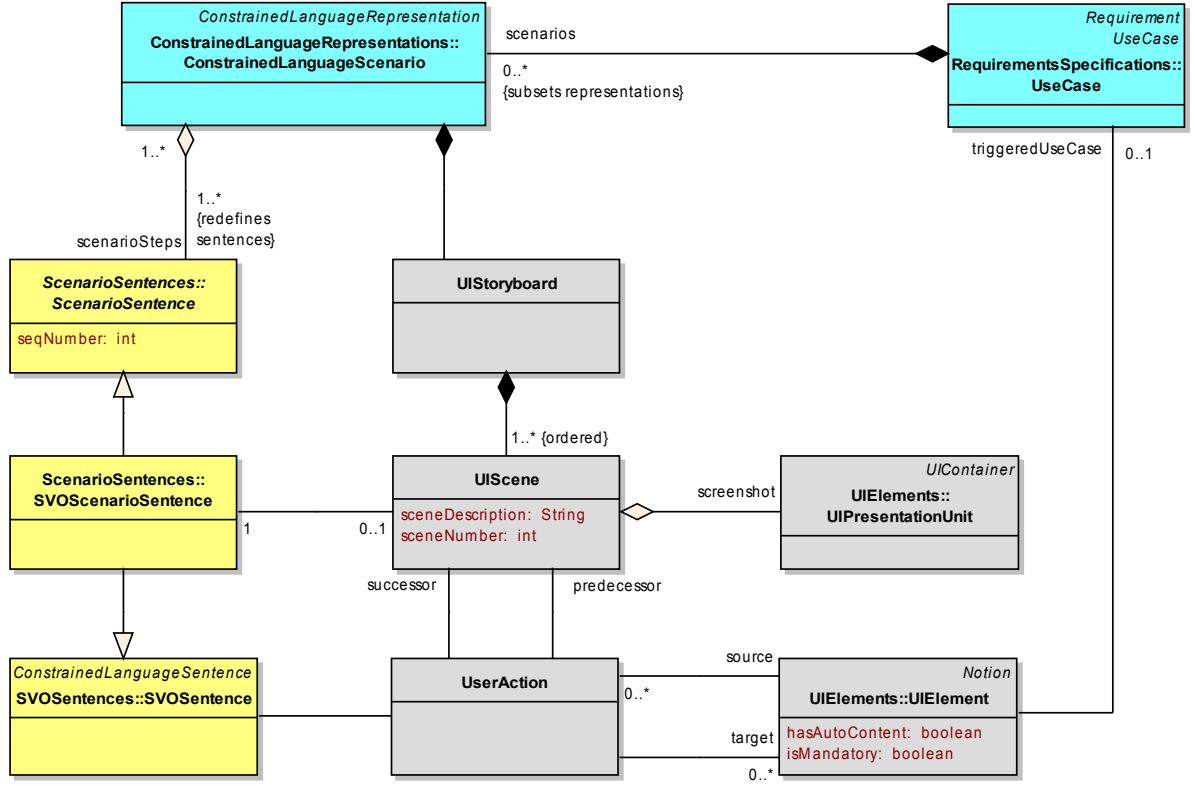 ConstrainedLanguageRepresentation
ConstrainedLanguageRepresentations::
ConstrainedLanguageScenario
scenarios
0..*
{subsets representations}
Requirement
UseCase
RequirementsSpecifications::
UseCase
1..*
1..*
{redefines
sentences}
scenarioSteps
triggeredUseCase
0..1
ScenarioSentences::
ScenarioSentence
seqNumber: int
UIStoryboard
1..* {ordered}
ScenarioSentences::
SVOScenarioSentence
1
0..1
UIScene
sceneDescription: String
sceneNumber: int
screenshot
UIContainer
UIElements::
UIPresentationUnit
successor
predecessor
ConstrainedLanguageSentence
SVOSentences::SVOSentence
UserAction
source
0..*
target
0..*
Notion
UIElements::UIElement
hasAutoContent: boolean
isMandatory: boolean